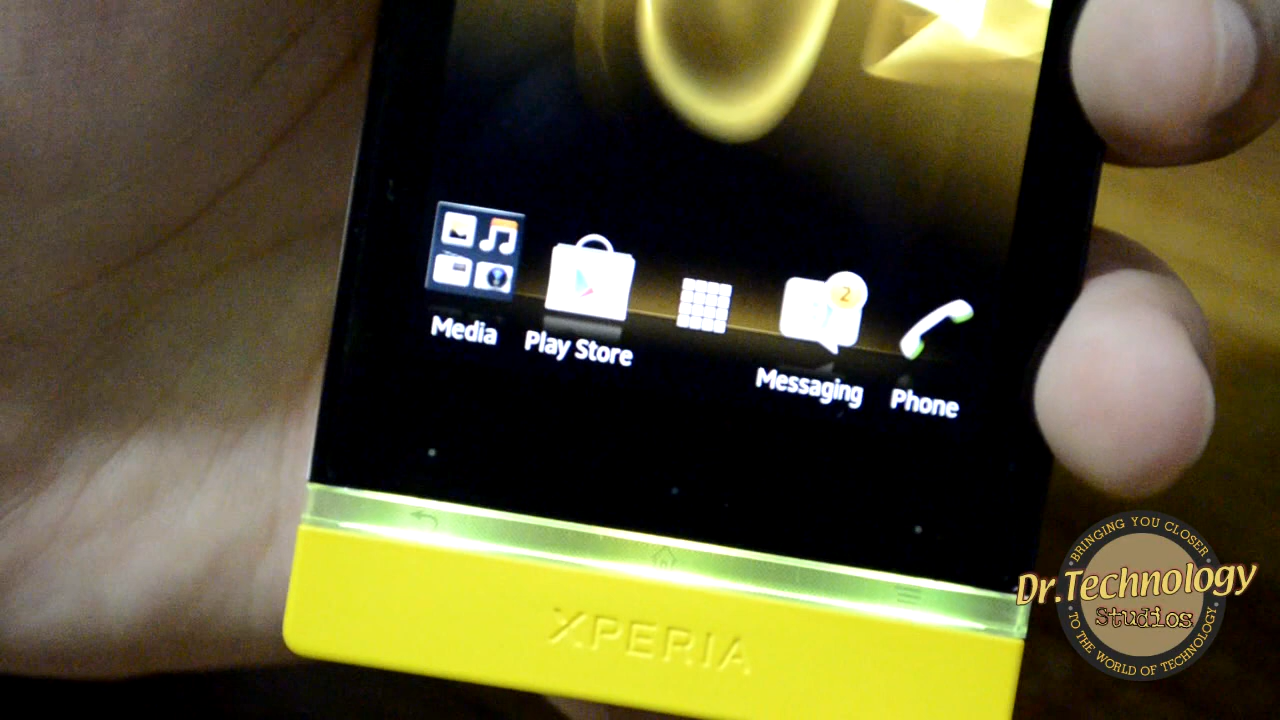 2
Media
Play Store
Messaging
Phone
XPERIA
BRINGING YOU CLOSER
Dr.Technology
Studios
TO THE WORLD OF TECHNOLOGY